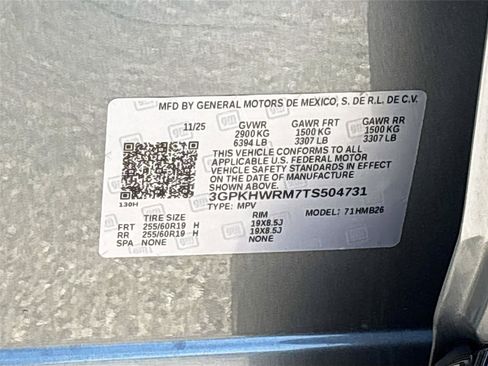 MFD BY GENERAL MOTORS DE MEXICO, S. DE R.L. DE C.V.
11/25 GVWR GAWR FRT GAWR RR
2900 KG 1500 KG 1500 KG
6394 LB 3307 LB 3307 LB
THIS VEHICLE CONFORMS TO ALL
APPLICABLE U.S. FEDERAL MOTOR
VEHICLE SAFETY STANDARDS IN EFFECT
ON THE DATE OF MANUFACTURE
3GPKHWRM7TS504731
130H TYPE: MPV MODEL: 71HMB26
TIRE SIZE RIM
FRT 255/60R19 H 19X8.5J
RR 255/60R19 H 19X8.5J
SPA NONE NONE